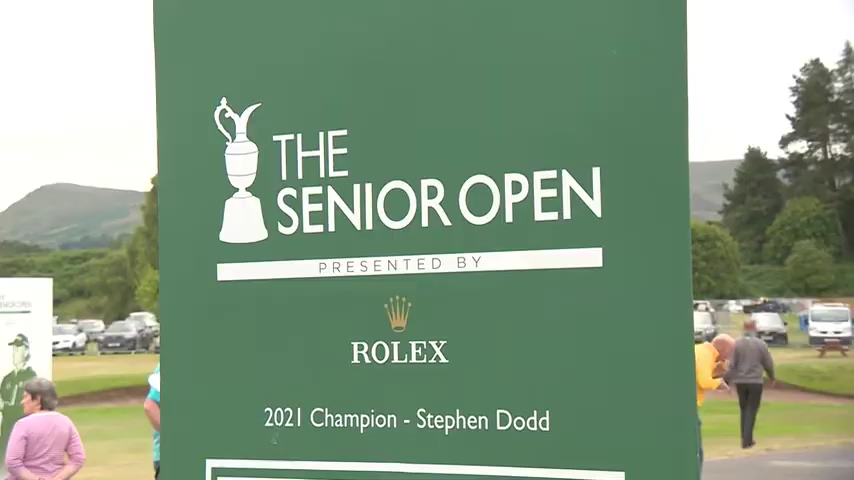 THE
SENIOR OPEN
PRESENTED BY
ROLEX
2021 Champion - Stephen Dodd